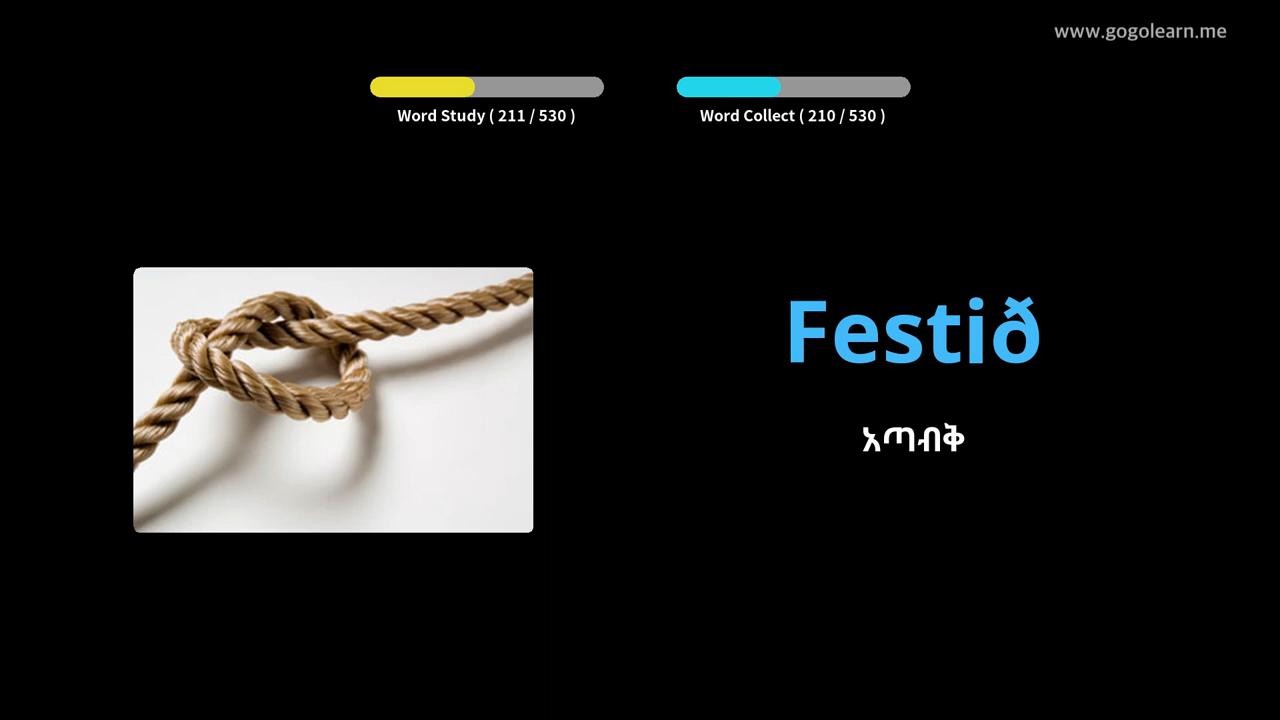 www.gogolearn.me
Word Study ( 211 / 530 )
Word Collect ( 210 / 530 )
Festið
አጣብቅ